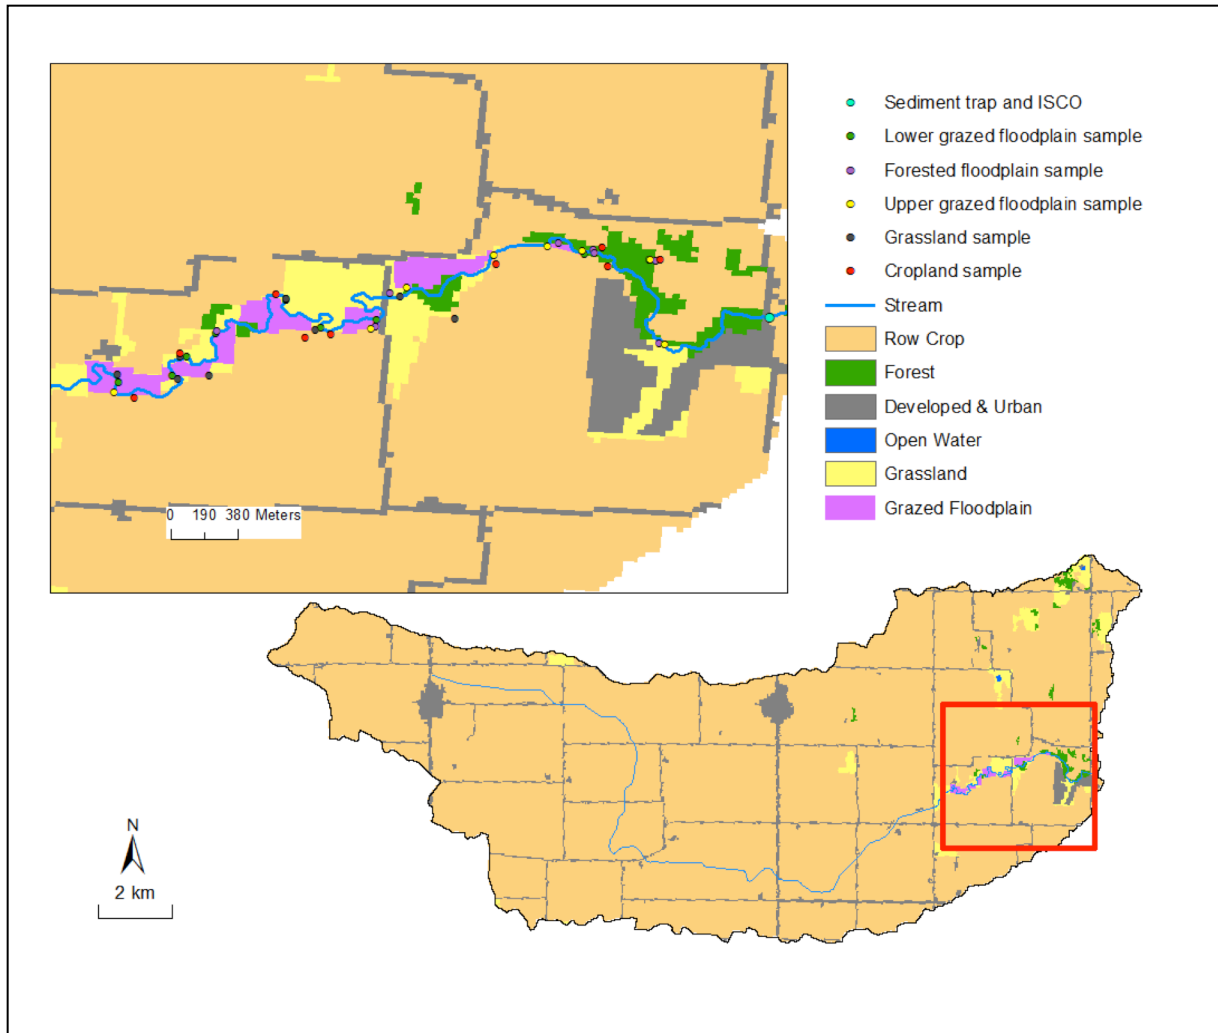 Sediment trap and ISCO
Lower grazed floodplain sample
Forested floodplain sample
Upper grazed floodplain sample
Grassland sample
Cropland sample
Stream
Row Crop
Forest
Developed & Urban
Open Water
Grassland
Grazed Floodplain
0 190 380 Meters
N
2 km